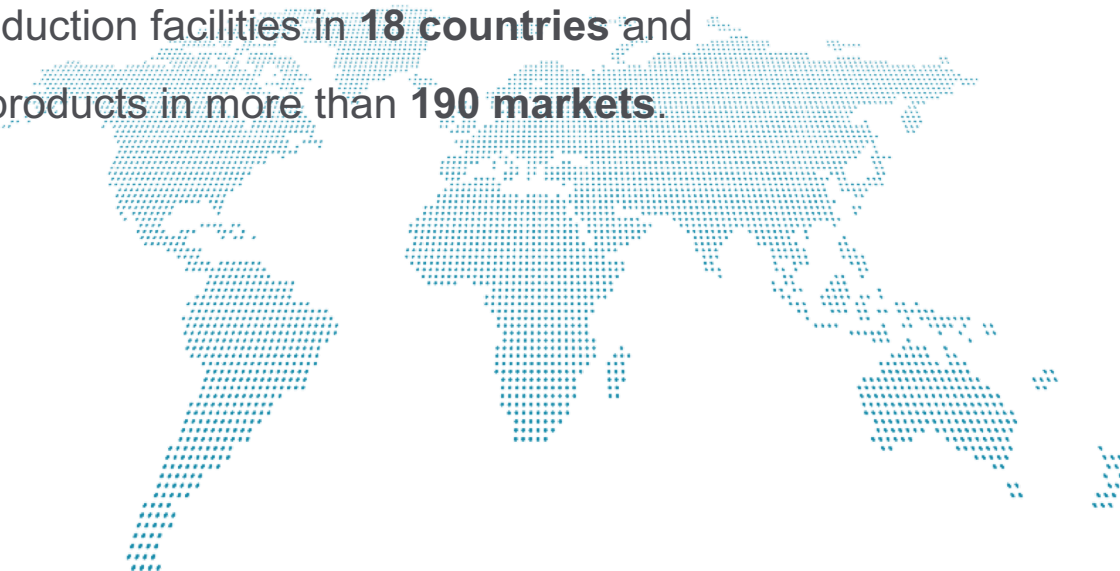 duction facilities in 18 countries and
products in more than 190 markets.